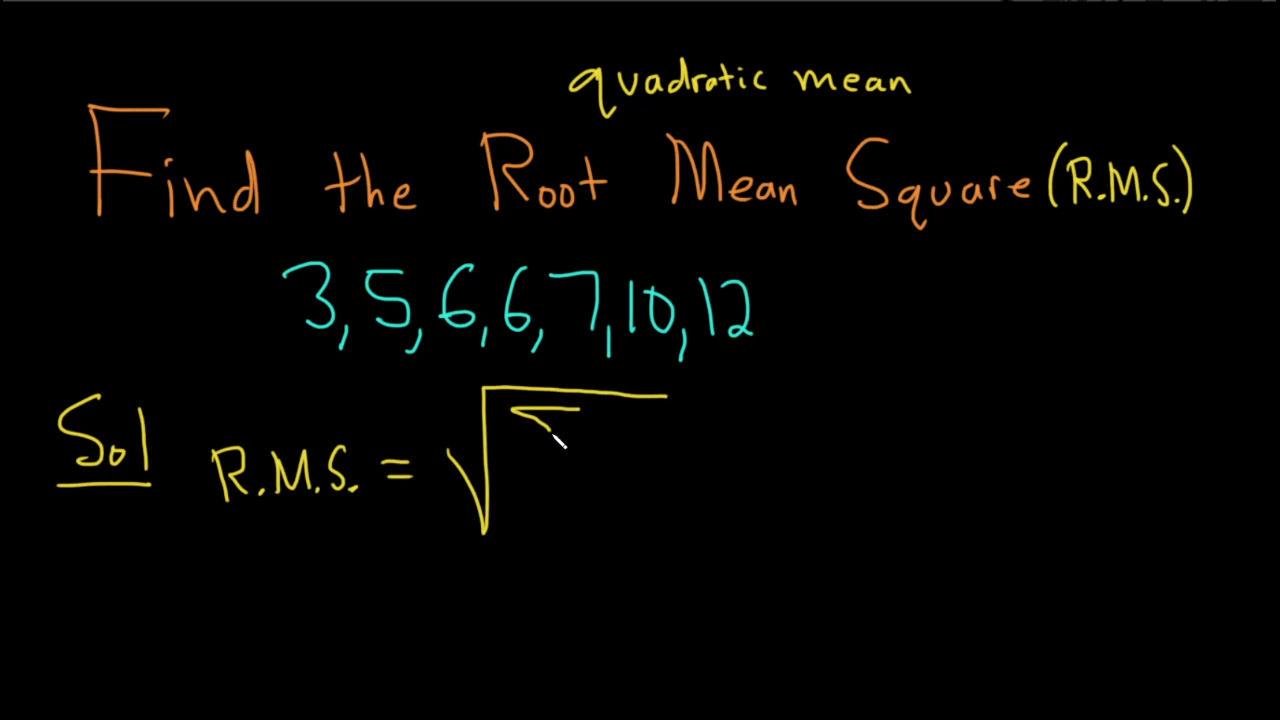 quadratic mean
Find the Root Mean Square (R.M.S.)
3, 5, 6, 6, 7, 10, 12
Sol R.M.S. = √